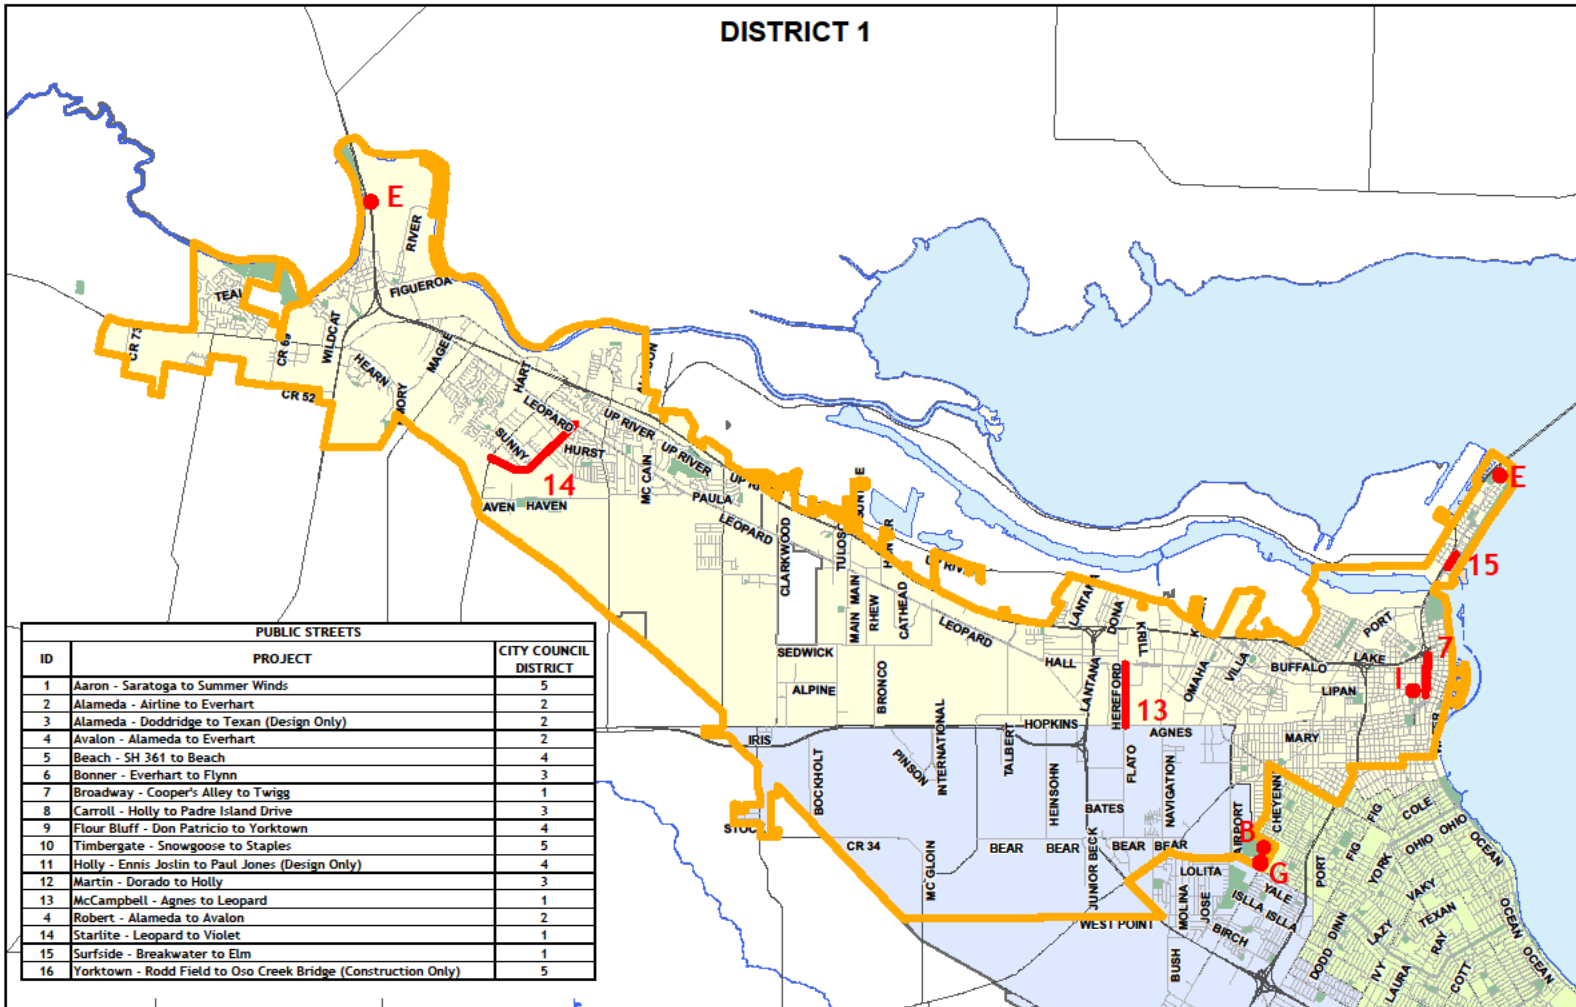 DISTRICT 1
E
RIVER
FIGUEROA
TEAL
CR 73
CR 69
WILDCAT
MAGEE
HEARN
CR 52
HART
LEOPARD
UP RIVER
SUNNY
HURST
UP RIVER
MC CAIN
14
PAULA
AVEN HAVEN
LEOPARD
E
15
CLARKWOOD
MAIN MAIN
RHEW
CATHEAD
LEOPARD
LANTANA
DONA
KRILL
PORT
LAKE
7
SEDWICK
HALL
BUFFALO
VILLA
OMAHA
LIPAN
I
ALPINE
BRONCO
LANTANA
HEREFORD
13
INTERNATIONAL
HOPKINS
AGNES
MARY
IRIS
TALBERT
FLATO
BOCKHOLT
PINSON
HEINSOHN
NAVIGATION
BATES
AIRPORT
CHEYENN
FIG
COLE
B
STOCK
CR 34
BEAR BEAR BEAR BEAR
FIG
OHIO OHIO
OCEAN
MC GLOIN
JUNIOR BECK
LOLITA
G
PORT
YORK
YALE
VAKY
MOLINA
JOSE
ISLLA ISLLA
TEXAN
OCEAN
WEST POINT
BIRCH
DINN
LAZY
RAY
OCEAN
BUSH
DODD
IVY
LAURA
COTT
PUBLIC STREETS
ID PROJECT CITY COUNCIL DISTRICT
1 Aaron - Saratoga to Summer Winds 5
2 Alameda - Airline to Everhart 2
3 Alameda - Doddridge to Texan (Design Only) 2
4 Avalon - Alameda to Everhart 2
5 Beach - SH 361 to Beach 4
6 Bonner - Everhart to Flynn 3
7 Broadway - Cooper's Alley to Twigg 1
8 Carroll - Holly to Padre Island Drive 3
9 Flour Bluff - Don Patricio to Yorktown 4
10 Timbergate - Snowgoose to Staples 5
11 Holly - Ennis Joslin to Paul Jones (Design Only) 4
12 Martin - Dorado to Holly 3
13 McCampbell - Agnes to Leopard 1
4 Robert - Alameda to Avalon 2
14 Starlite - Leopard to Violet 1
15 Surfside - Breakwater to Elm 1
16 Yorktown - Rodd Field to Oso Creek Bridge (Construction Only) 5